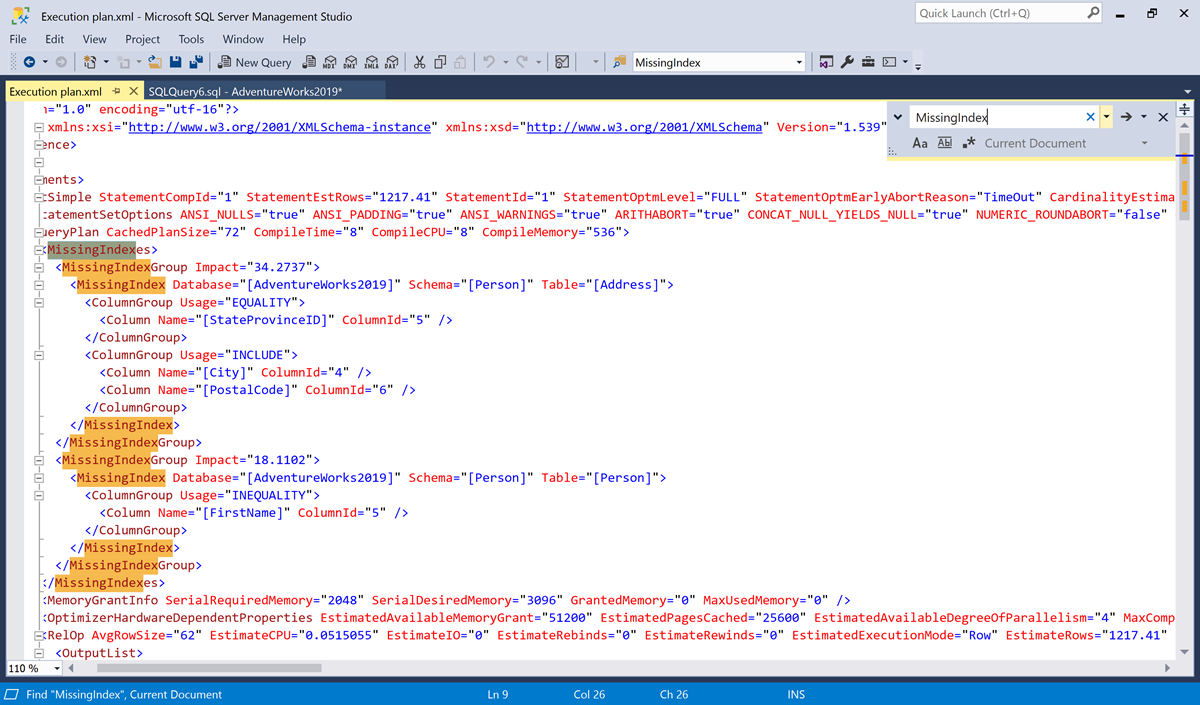 Execution plan.xml - Microsoft SQL Server Management Studio
Quick Launch (Ctrl+Q)
File Edit View Project Tools Window Help
New Query MDX DMX XMLA DAX MissingIndex
Execution plan.xml SQLQuery6.sql - AdventureWorks2019*
MissingIndex
Aa Abl .* Current Document
="1.0" encoding="utf-16"?>
xmlns:xsi="http://www.w3.org/2001/XMLSchema-instance" xmlns:xsd="http://www.w3.org/2001/XMLSchema" Version="1.539"
ence>
ments>
Simple StatementCompId="1" StatementEstRows="1217.41" StatementId="1" StatementOptmLevel="FULL" StatementOptmEarlyAbortReason="TimeOut" CardinalityEstima
tatementSetOptions ANSI_NULLS="true" ANSI_PADDING="true" ANSI_WARNINGS="true" ARITHABORT="true" CONCAT_NULL_YIELDS_NULL="true" NUMERIC_ROUNDABORT="false"
ueryPlan CachedPlanSize="72" CompileTime="8" CompileCPU="8" CompileMemory="536">
<MissingIndexes>
<MissingIndexGroup Impact="34.2737">
<MissingIndex Database="[AdventureWorks2019]" Schema="[Person]" Table="[Address]">
<ColumnGroup Usage="EQUALITY">
<Column Name="[StateProvinceID]" ColumnId="5" />
</ColumnGroup>
<ColumnGroup Usage="INCLUDE">
<Column Name="[City]" ColumnId="4" />
<Column Name="[PostalCode]" ColumnId="6" />
</ColumnGroup>
</MissingIndex>
</MissingIndexGroup>
<MissingIndexGroup Impact="18.1102">
<MissingIndex Database="[AdventureWorks2019]" Schema="[Person]" Table="[Person]">
<ColumnGroup Usage="INEQUALITY">
<Column Name="[FirstName]" ColumnId="5" />
</ColumnGroup>
</MissingIndex>
</MissingIndexGroup>
</MissingIndexes>
<MemoryGrantInfo SerialRequiredMemory="2048" SerialDesiredMemory="3096" GrantedMemory="0" MaxUsedMemory="0" />
<OptimizerHardwareDependentProperties EstimatedAvailableMemoryGrant="51200" EstimatedPagesCached="25600" EstimatedAvailableDegreeOfParallelism="4" MaxComp
<RelOp AvgRowSize="62" EstimateCPU="0.0515055" EstimateIO="0" EstimateRebinds="0" EstimateRewinds="0" EstimatedExecutionMode="Row" EstimateRows="1217.41"
<OutputList>
110 %
Find "MissingIndex", Current Document Ln 9 Col 26 Ch 26 INS